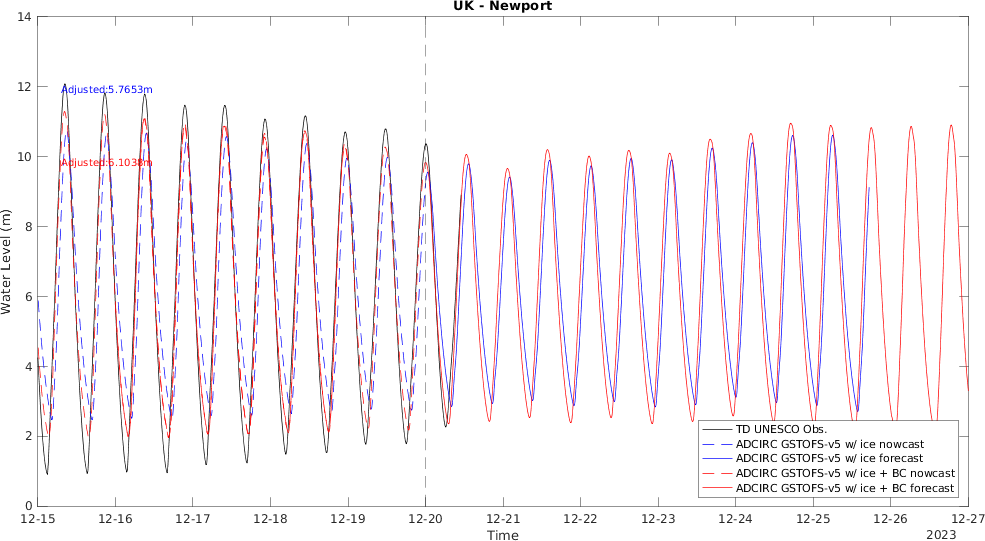 UK - Newport
14
12
10
8
6
4
2
0
Water Level (m)
Adjusted:5.7653m
Adjusted:6.1038m
TD UNESCO Obs.
ADCIRC GSTOFS-v5 w/ ice nowcast
ADCIRC GSTOFS-v5 w/ ice forecast
ADCIRC GSTOFS-v5 w/ ice + BC nowcast
ADCIRC GSTOFS-v5 w/ ice + BC forecast
12-15 12-16 12-17 12-18 12-19 12-20 12-21 12-22 12-23 12-24 12-25 12-26 12-27
Time
2023